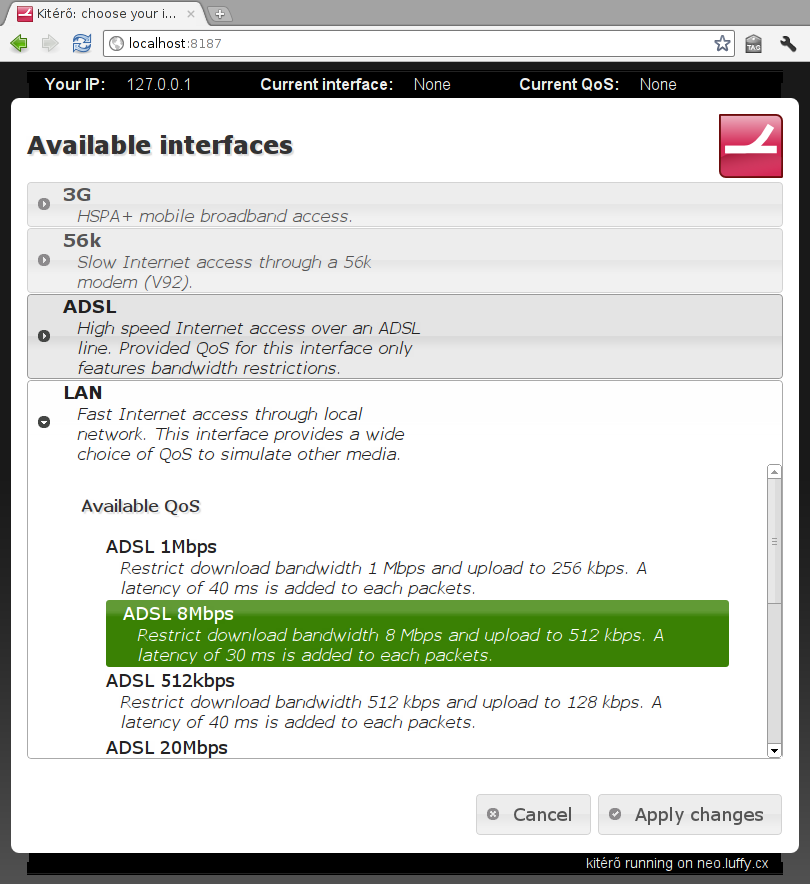 Kitérő: choose your i...
localhost:8187
TAG
Your IP: 127.0.0.1 Current interface: None Current QoS: None
Available interfaces
3G
HSPA+ mobile broadband access.
56k
Slow Internet access through a 56k
modem (V92).
ADSL
High speed Internet access over an ADSL
line. Provided QoS for this interface only
features bandwidth restrictions.
LAN
Fast Internet access through local
network. This interface provides a wide
choice of QoS to simulate other media.
Available QoS
ADSL 1Mbps
Restrict download bandwidth 1 Mbps and upload to 256 kbps. A
latency of 40 ms is added to each packets.
ADSL 8Mbps
Restrict download bandwidth 8 Mbps and upload to 512 kbps. A
latency of 30 ms is added to each packets.
ADSL 512kbps
Restrict download bandwidth 512 kbps and upload to 128 kbps. A
latency of 40 ms is added to each packets.
ADSL 20Mbps
Cancel Apply changes
kitérő running on neo.luffy.cx